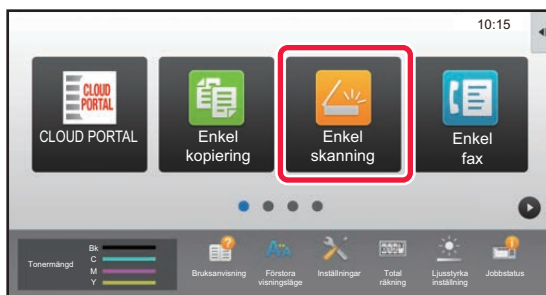 10:15
CLOUD
PORTAL
CLOUD PORTAL
Enkel
kopiering
Enkel
skanning
Enkel
fax
Tonermängd
Bk
C
M
Y
Bruksanvisning
Förstora
visningsläge
Inställningar
Total
räkning
Ljusstyrka
inställning
Jobbstatus